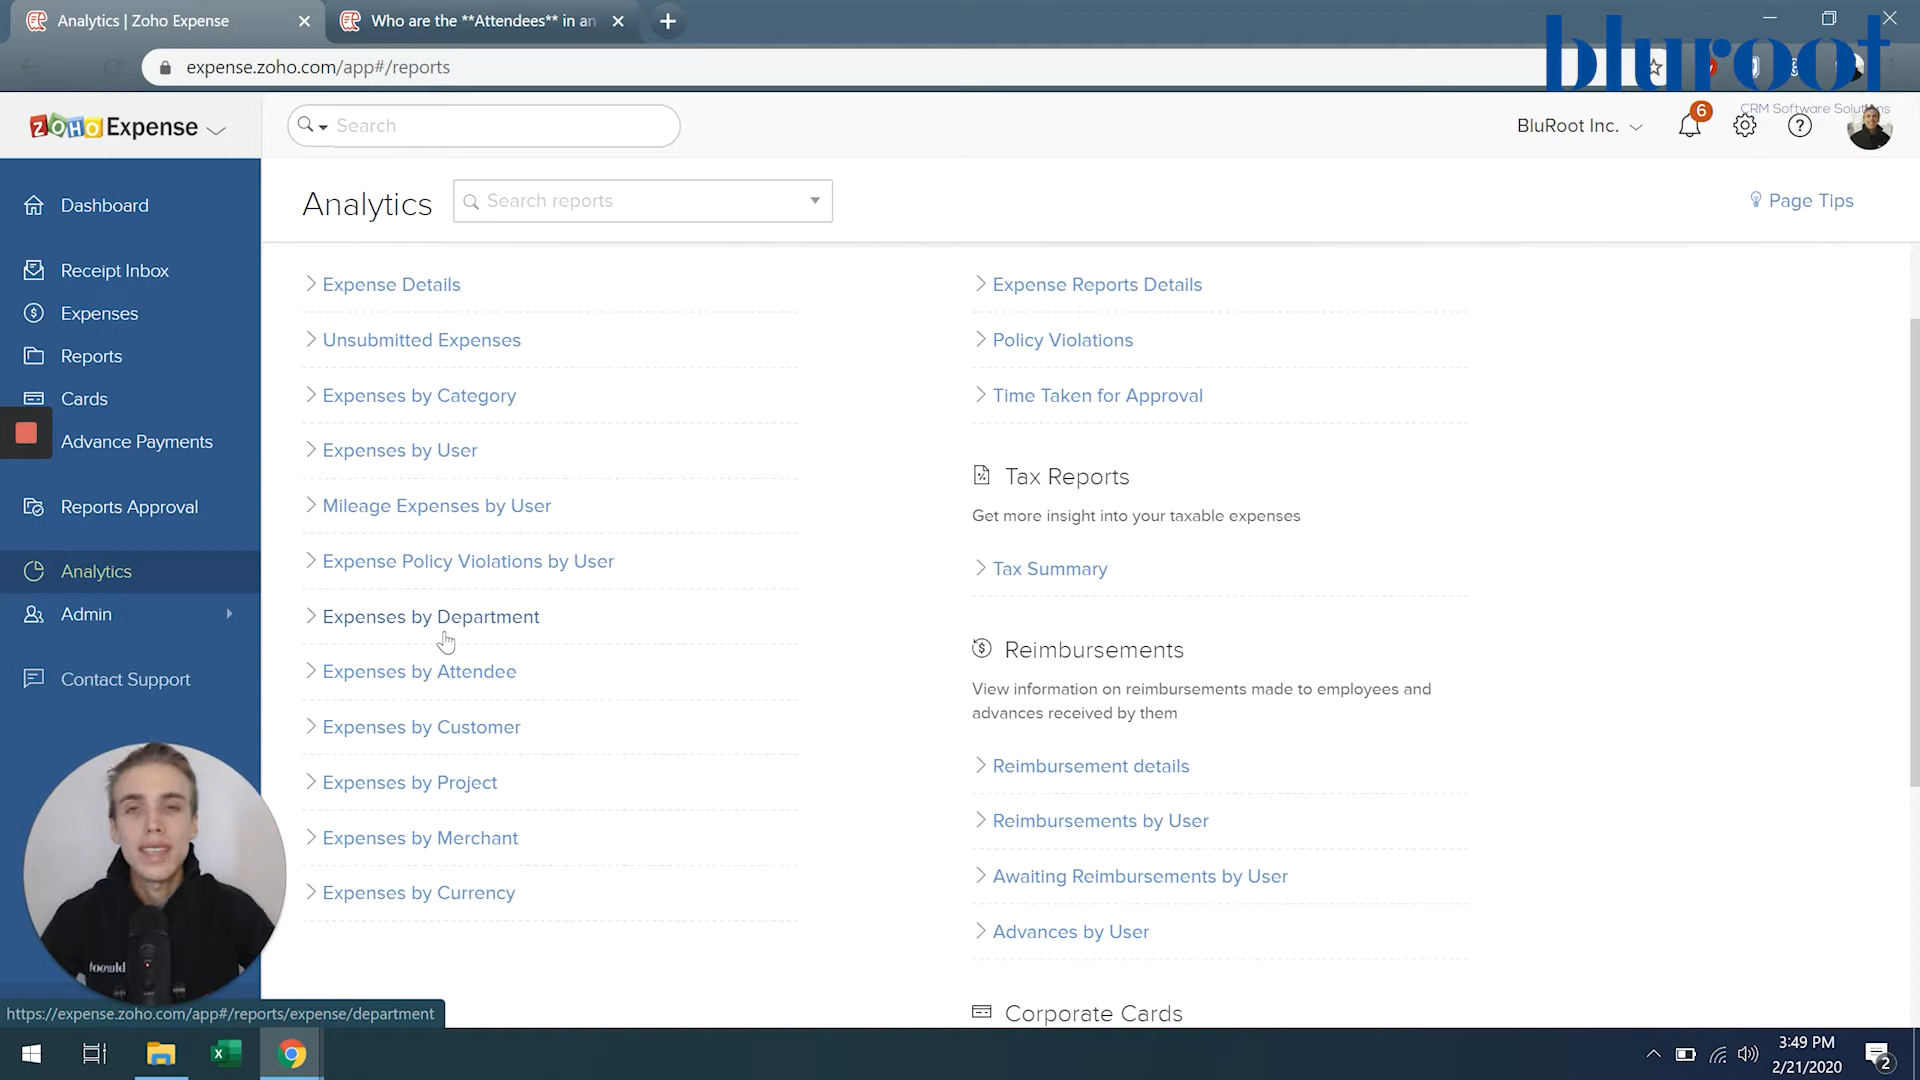 Analytics | Zoho Expense
Who are the **Attendees** in an
expense.zoho.com/app#/reports
bluroot
CRM Software Solutions
ZOHO Expense
Search
BluRoot Inc.
6
?
Dashboard
Receipt Inbox
Expenses
Reports
Cards
Advance Payments
Reports Approval
Analytics
Admin
Contact Support
Analytics
Search reports
Page Tips
Expense Details
Unsubmitted Expenses
Expenses by Category
Expenses by User
Mileage Expenses by User
Expense Policy Violations by User
Expenses by Department
Expenses by Attendee
Expenses by Customer
Expenses by Project
Expenses by Merchant
Expenses by Currency
Expense Reports Details
Policy Violations
Time Taken for Approval
Tax Reports
Get more insight into your taxable expenses
Tax Summary
Reimbursements
View information on reimbursements made to employees and
advances received by them
Reimbursement details
Reimbursements by User
Awaiting Reimbursements by User
Advances by User
Corporate Cards
https://expense.zoho.com/app#/reports/expense/department
3:49 PM
2/21/2020
2